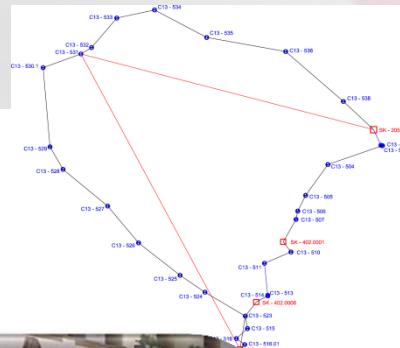 C13 - 534
C13 - 533
C13 - 535
C13 - 532
C13 - 531
C13 - 536
C13 - 530.1
C13 - 538
SK - 205
C13 -
C13 - 5
C13 - 529
C13 - 504
C13 - 528
C13 - 505
C13 - 527
C13 - 506
C13 - 507
C13 - 526
SK - 402.0001
C13 - 510
C13 - 511
C13 - 525
C13 - 524
C13 - 514
C13 - 513
SK - 402.0006
C13 - 523
C13 - 515
C13 - 516.01